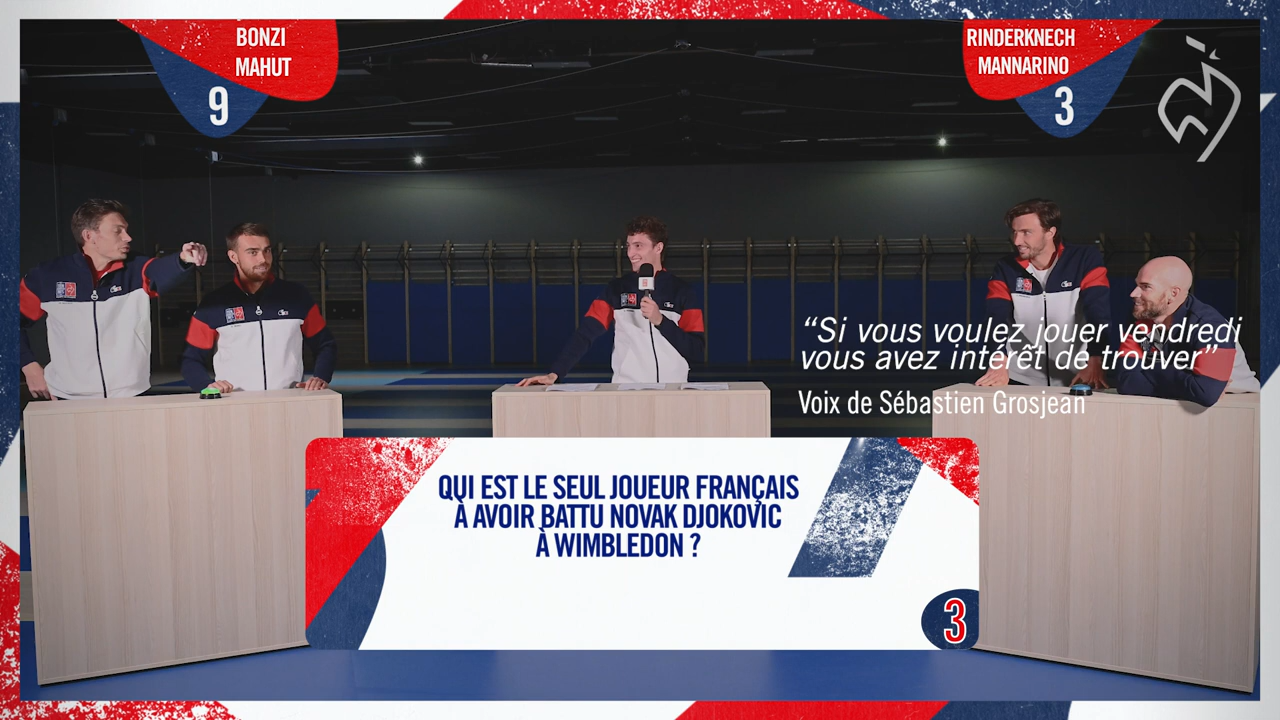 BONZI
MAHUT
9
RINDERKNECH
MANNARINO
3
“Si vous voulez jouer vendredi
vous avez intérêt de trouver”
Voix de Sébastien Grosjean
QUI EST LE SEUL JOUEUR FRANÇAIS
À AVOIR BATTU NOVAK DJOKOVIC
À WIMBLEDON ?
3